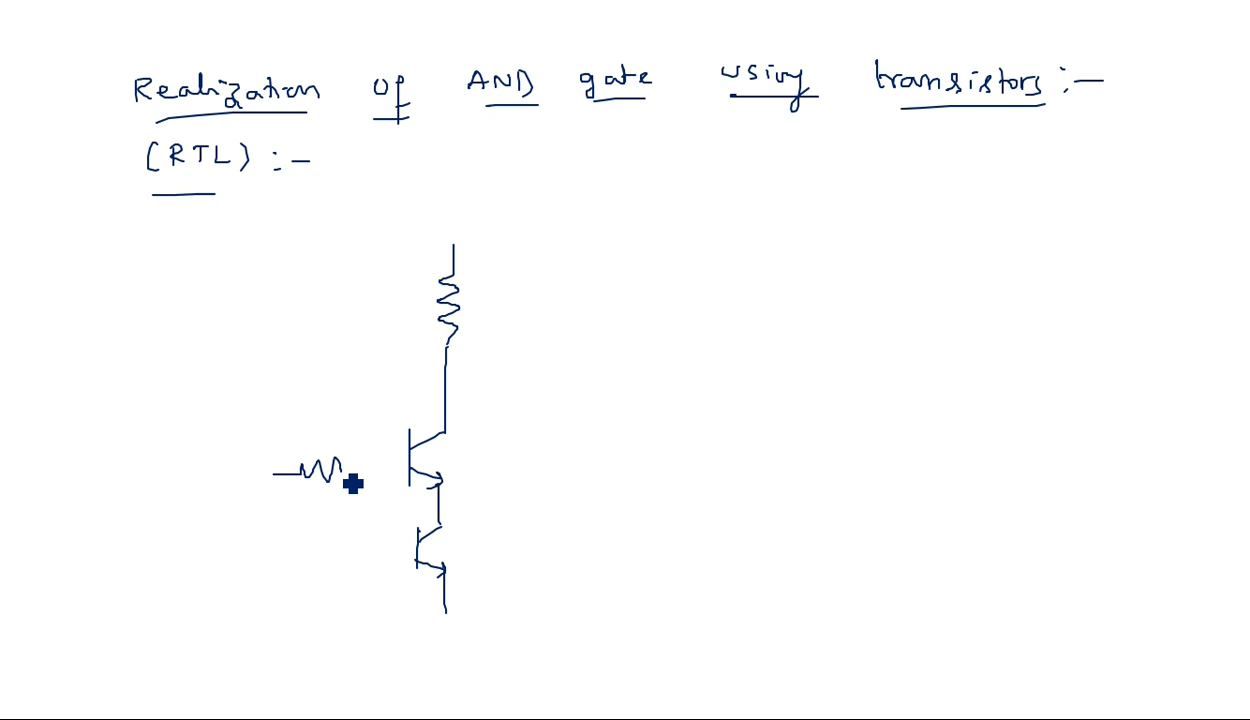 Realization of AND gate using transistors :-
(RTL) :-